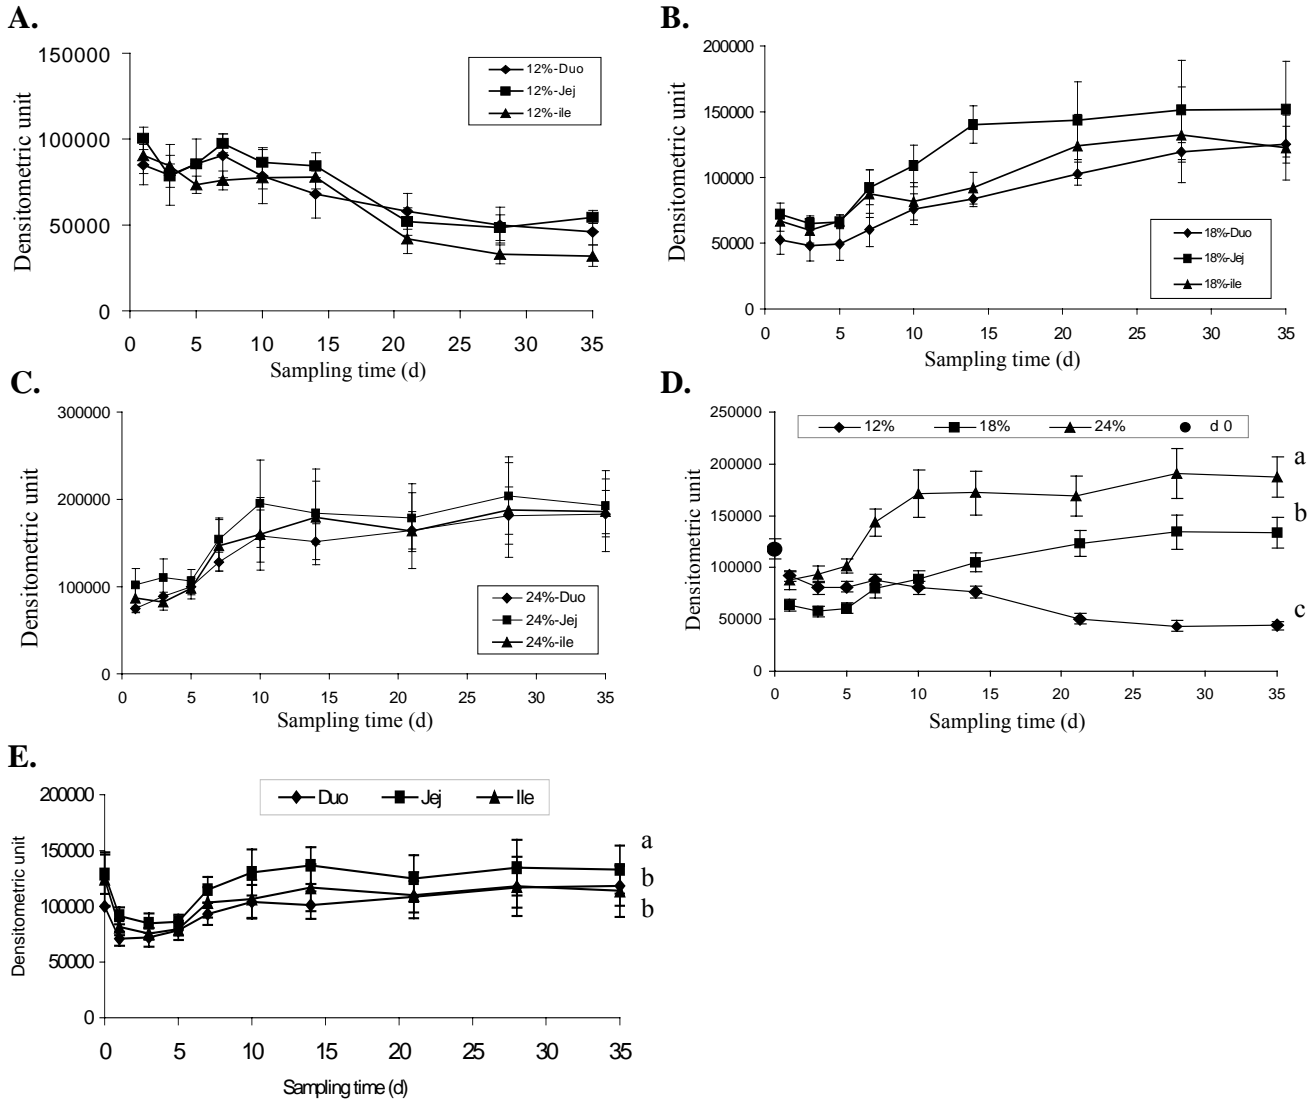 A.
Densitometric unit
150000
100000
50000
0
12%-Duo
12%-Jej
12%-ile
0 5 10 15 20 25 30 35
Sampling time (d)
B.
Densitometric unit
200000
150000
100000
50000
0
18%-Duo
18%-Jej
18%-ile
0 5 10 15 20 25 30 35
Sampling time (d)
C.
Densitometric unit
300000
200000
100000
0
24%-Duo
24%-Jej
24%-ile
0 5 10 15 20 25 30 35
Sampling time (d)
D.
Densitometric unit
250000
200000
150000
100000
50000
0
12% 18% 24% d 0
a
b
c
0 5 10 15 20 25 30 35
Sampling time (d)
E.
Densitometric unit
200000
150000
100000
50000
0
Duo Jej Ile
a
b
b
0 5 10 15 20 25 30 35
Sampling time (d)